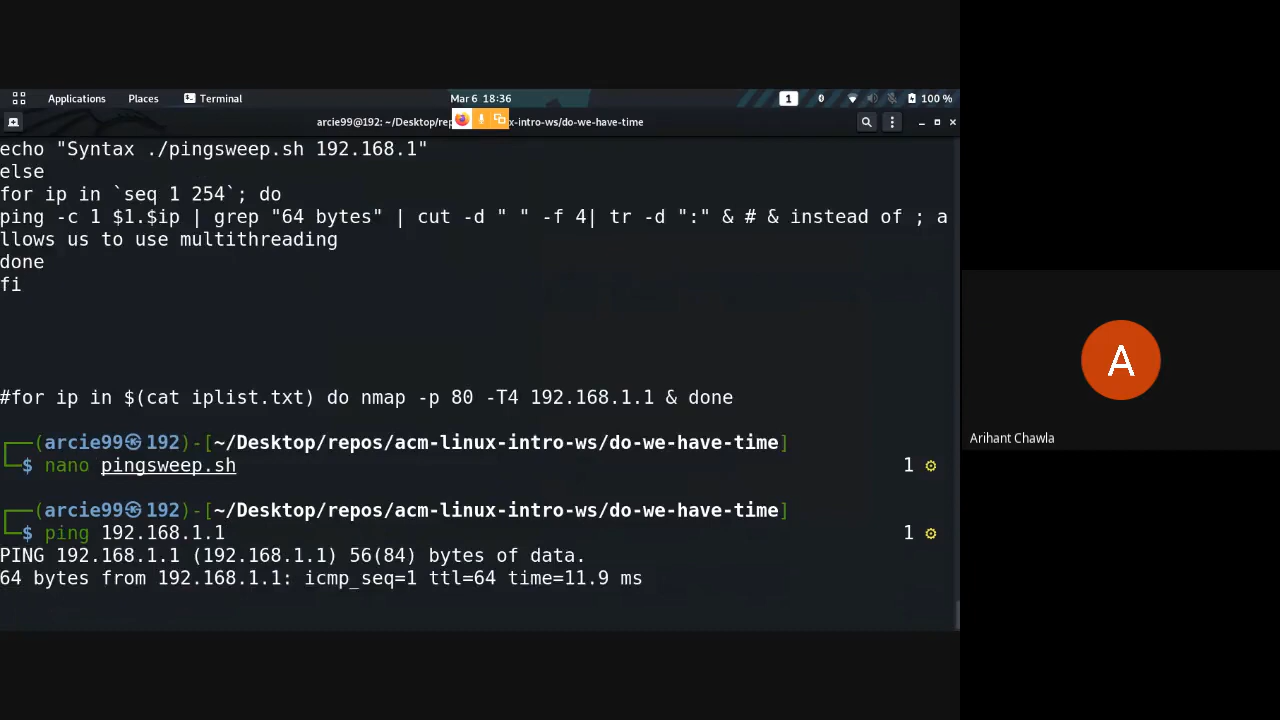 Applications Places Terminal Mar 6 18:36 1 100 %
arcie99@192: ~/Desktop/rep x-intro-ws/do-we-have-time
echo "Syntax ./pingsweep.sh 192.168.1"
else
for ip in `seq 1 254`; do
ping -c 1 $1.$ip | grep "64 bytes" | cut -d " " -f 4| tr -d ":" & # & instead of ; a
llows us to use multithreading
done
fi
#for ip in $(cat iplist.txt) do nmap -p 80 -T4 192.168.1.1 & done
┌──(arcie99㉿192)-[~/Desktop/repos/acm-linux-intro-ws/do-we-have-time]
└─$ nano pingsweep.sh 1 ⚙
┌──(arcie99㉿192)-[~/Desktop/repos/acm-linux-intro-ws/do-we-have-time]
└─$ ping 192.168.1.1 1 ⚙
PING 192.168.1.1 (192.168.1.1) 56(84) bytes of data.
64 bytes from 192.168.1.1: icmp_seq=1 ttl=64 time=11.9 ms
A
Arihant Chawla